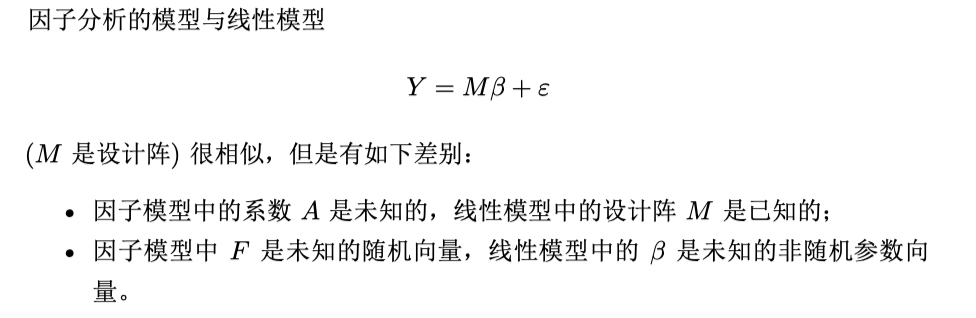 因子分析的模型与线性模型
Y = Mβ + ε
(M 是设计阵) 很相似，但是有如下差别：
• 因子模型中的系数 A 是未知的，线性模型中的设计阵 M 是已知的；
• 因子模型中 F 是未知的随机向量，线性模型中的 β 是未知的非随机参数向
量。